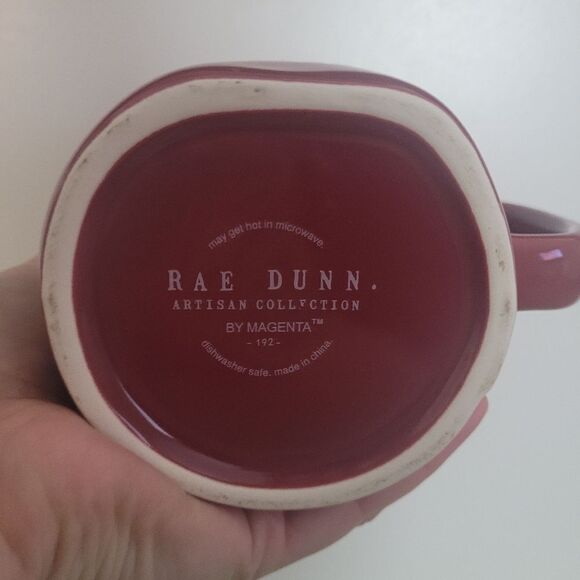 may get hot in microwave.
RAE DUNN.
ARTISAN COLLECTION
BY MAGENTA™
- 192 -
dishwasher safe. made in china.